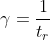 γ = 1/t_r